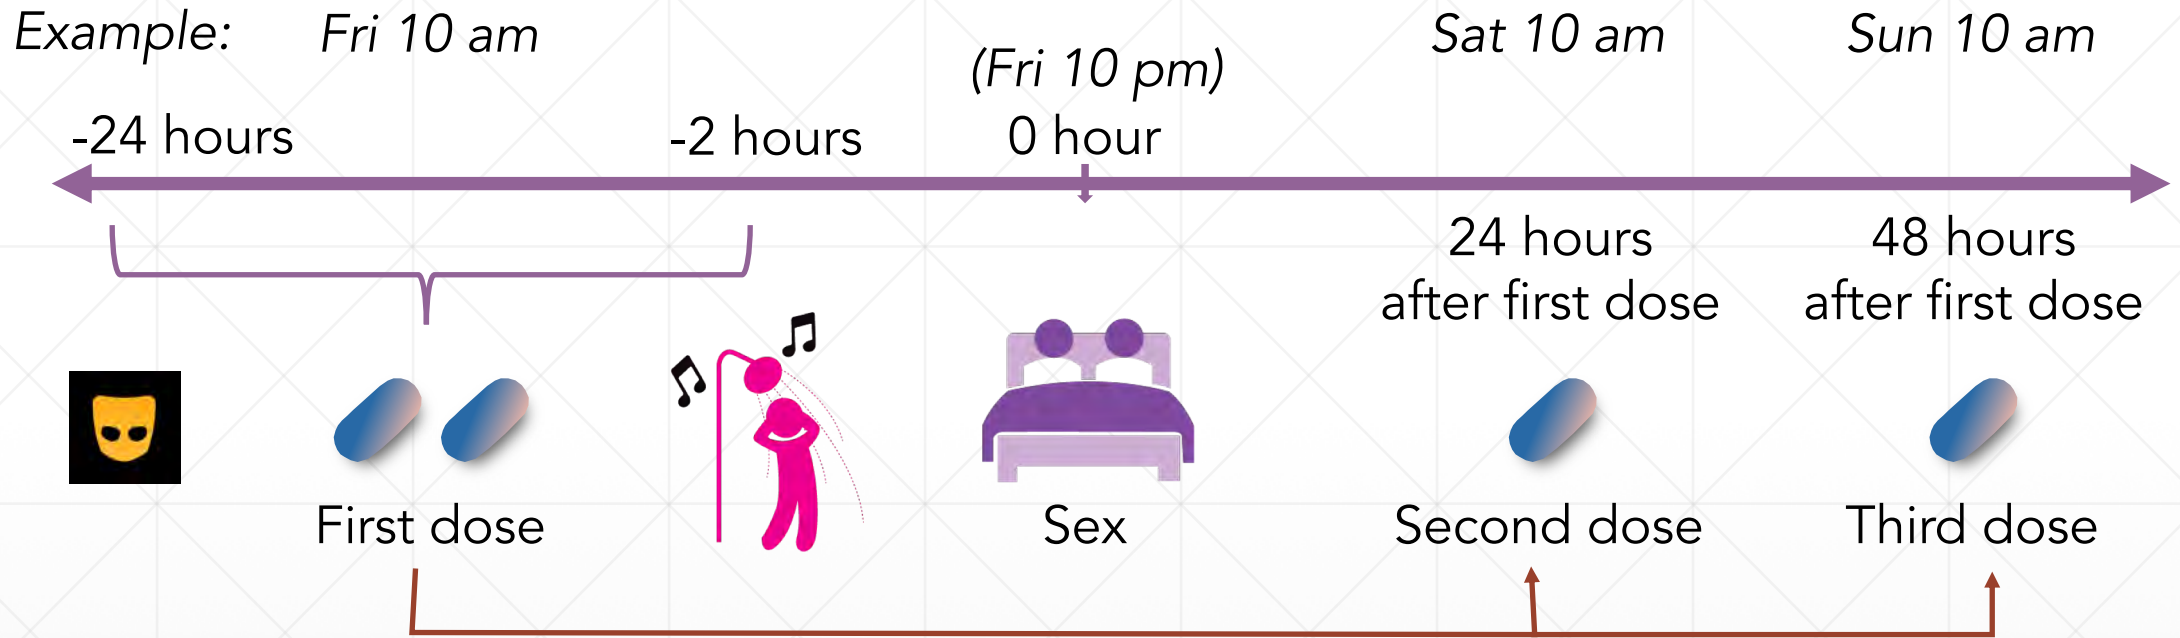 Example: Fri 10 am (Fri 10 pm) Sat 10 am Sun 10 am
-24 hours -2 hours 0 hour
24 hours
after first dose
48 hours
after first dose
First dose Sex Second dose Third dose